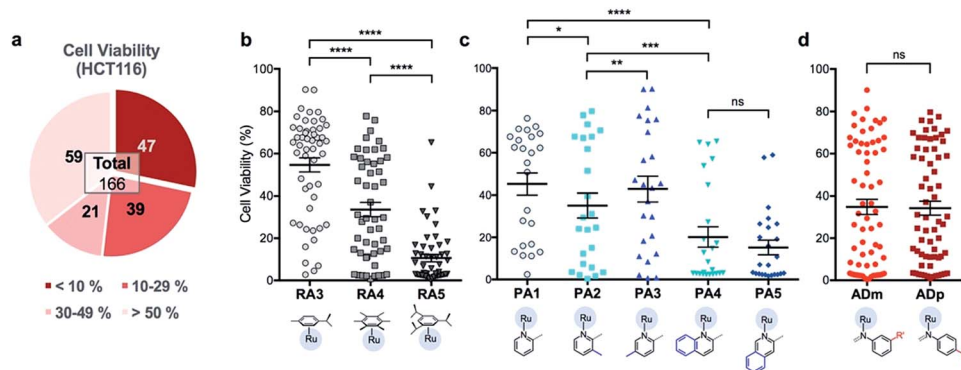 a
Cell Viability
(HCT116)
47
59
Total
166
21
39
< 10 %
10-29 %
30-49 %
> 50 %
b
Cell Viability (%)
100
80
60
40
20
0
****
****
****
RA3
RA4
RA5
Ru
Ru
Ru
c
100
80
60
40
20
0
****
*
***
**
ns
PA1
PA2
PA3
PA4
PA5
Ru
N
Ru
N
Ru
N
Ru
N
Ru
N
d
100
80
60
40
20
0
ns
ADm
ADp
Ru
N
R'
Ru
N